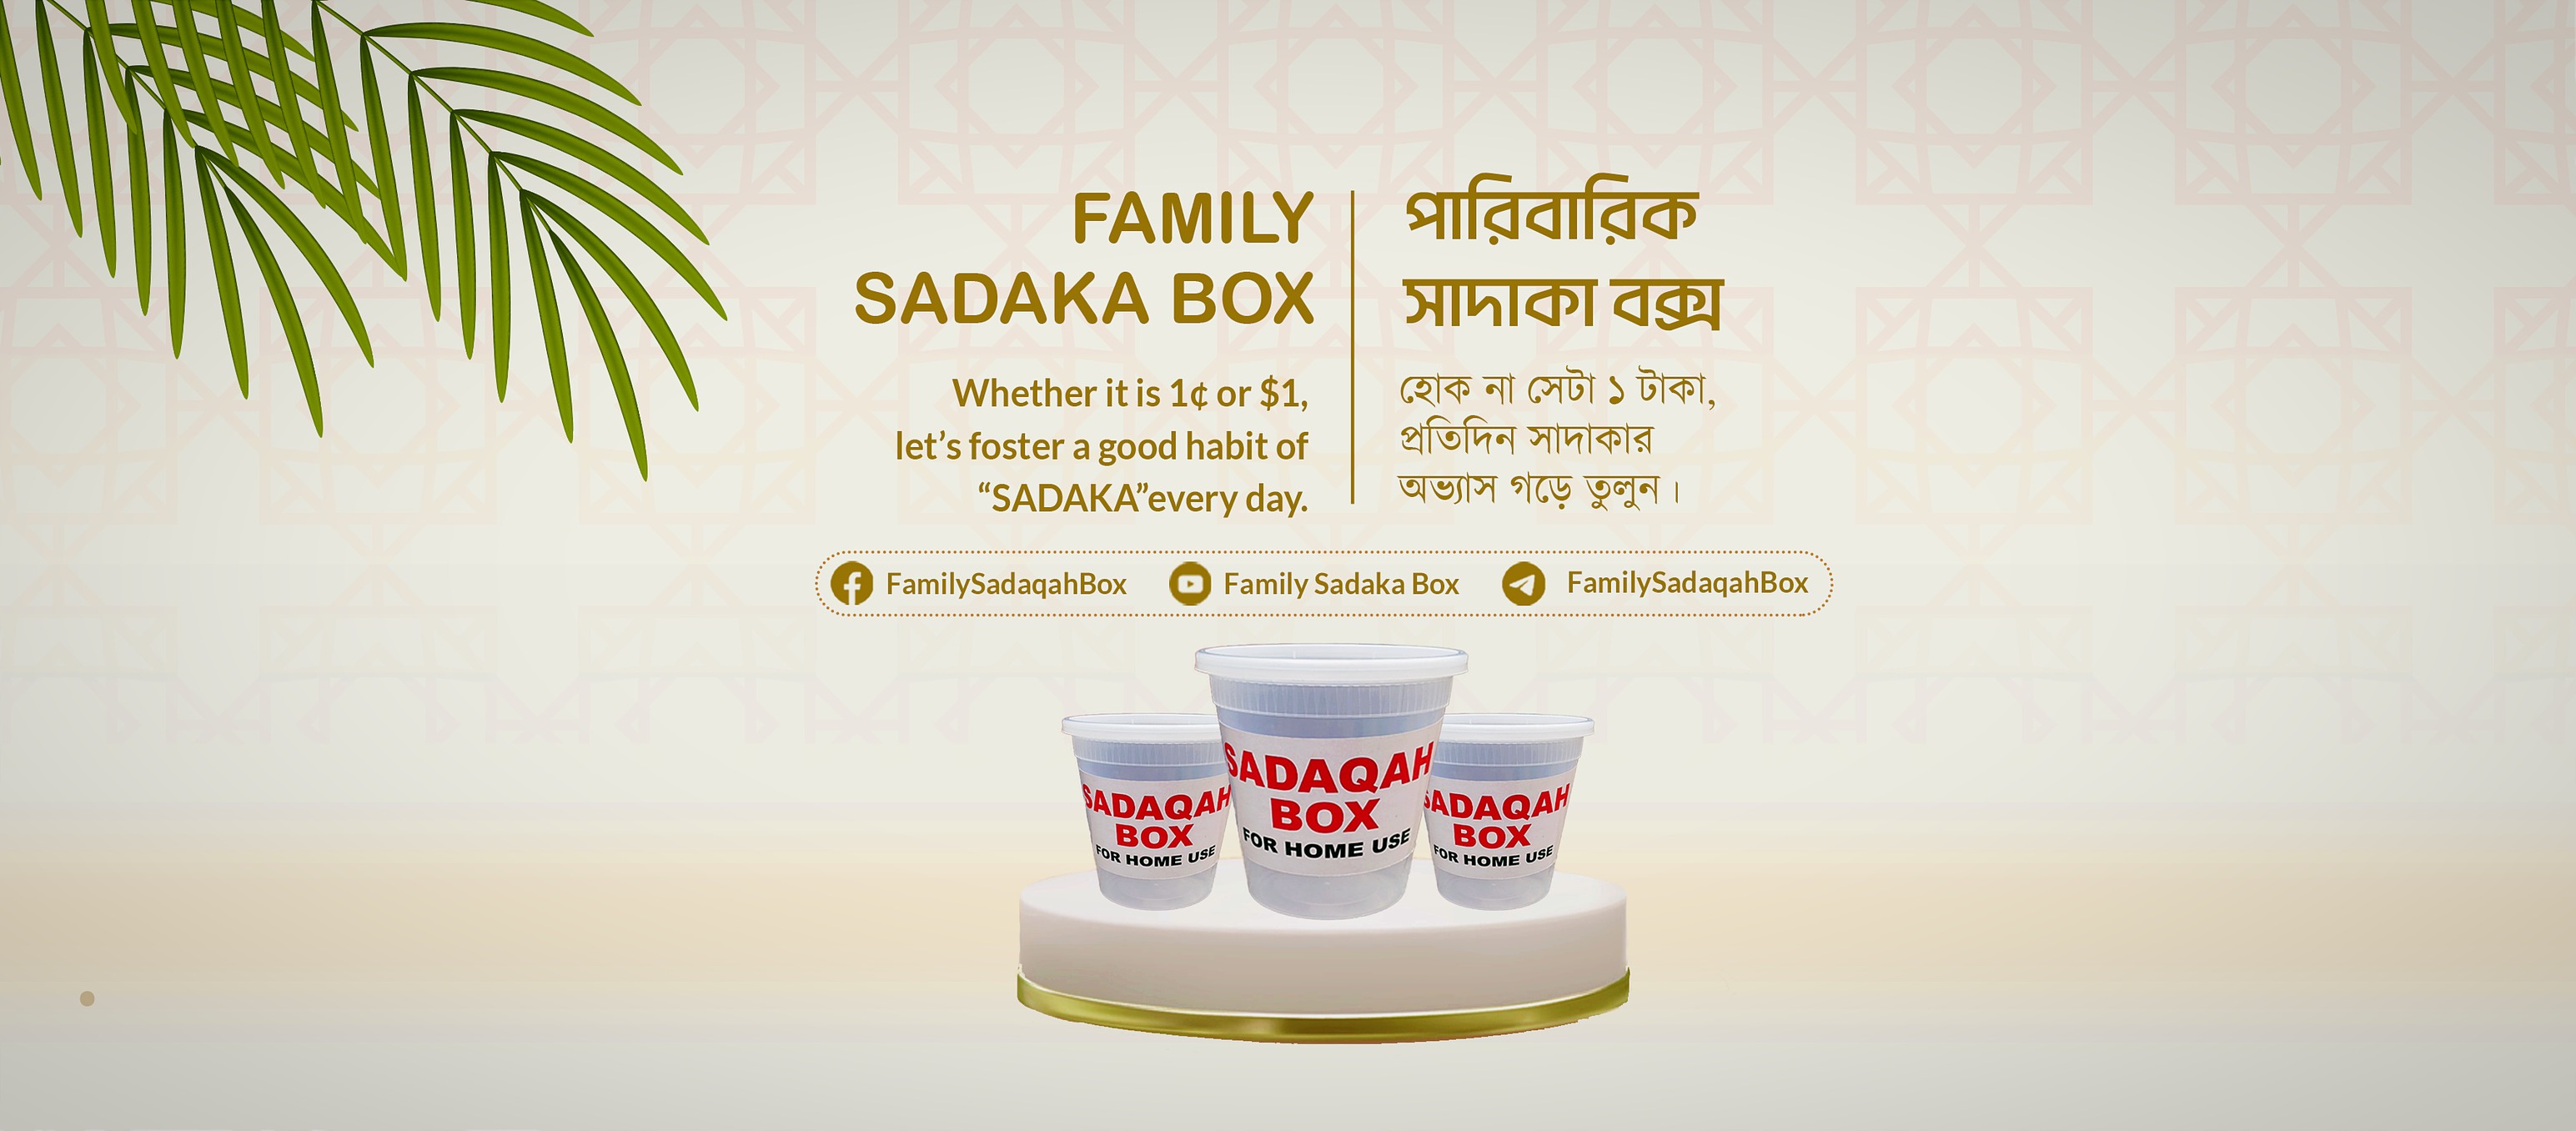 FAMILY
SADAKA BOX
Whether it is 1¢ or $1,
let's foster a good habit of
“SADAKA”every day.
পারিবারিক
সাদাকা বক্স
হোক না সেটা ১ টাকা,
প্রতিদিন সাদাকার
অভ্যাস গড়ে তুলুন।
FamilySadaqahBox
Family Sadaka Box
FamilySadaqahBox
SADAQAH
BOX
FOR HOME USE
SADAQAH
BOX
FOR HOME USE
SADAQAH
BOX
FOR HOME USE